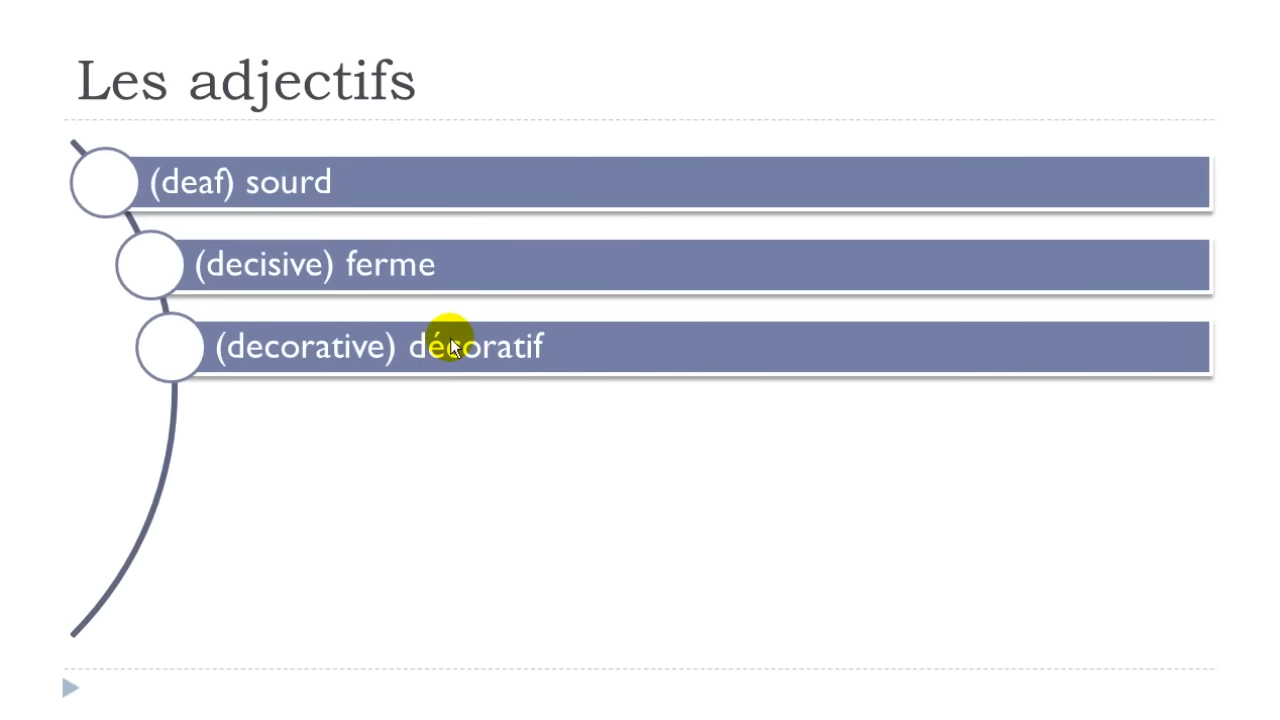 Les adjectifs
(deaf) sourd
(decisive) ferme
(decorative) décoratif